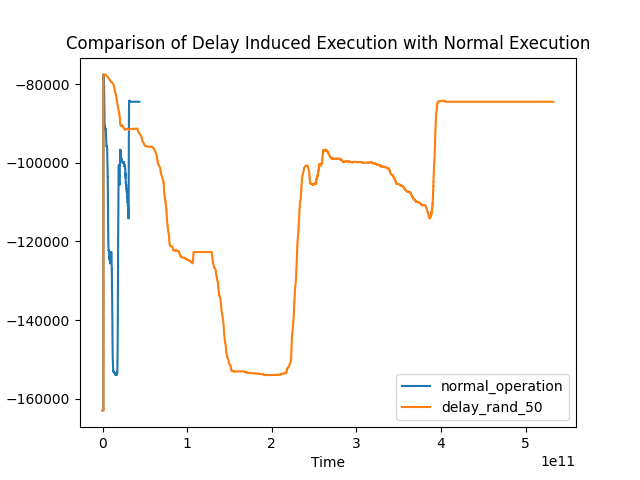 Comparison of Delay Induced Execution with Normal Execution
−80000
−100000
−120000
−140000
−160000
0 1 2 3 4 5
1e11
Time
normal_operation
delay_rand_50